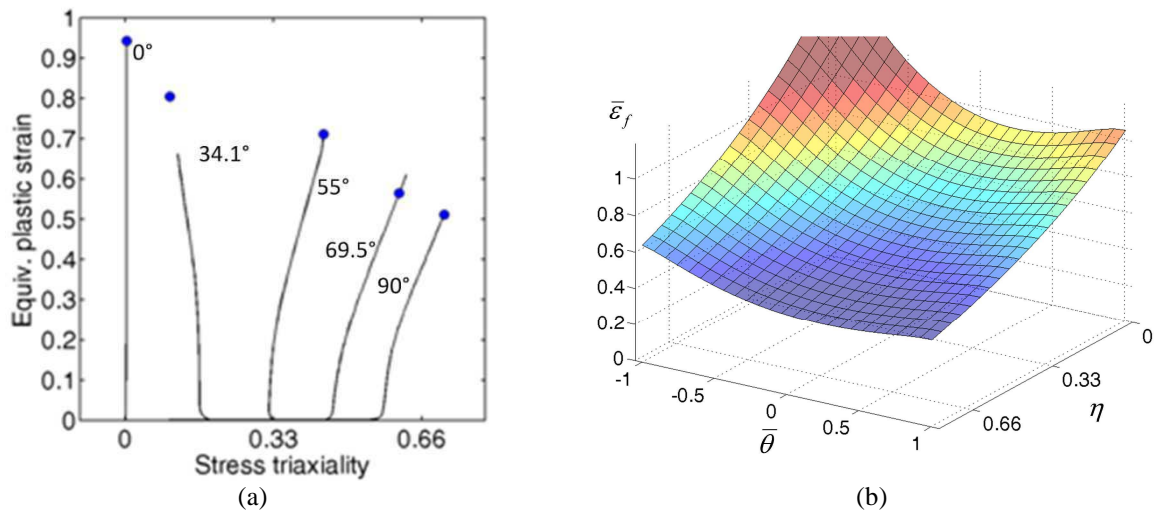 1
0.9
0.8
0.7
0.6
0.5
0.4
0.3
0.2
0.1
0
Equiv. plastic strain
0°
34.1°
55°
69.5°
90°
0 0.33 0.66
Stress triaxiality
(a)
ε̄_f
1
0.8
0.6
0.4
0.2
0
-1 -0.5 0 0.5 1
θ̄
0.66 0.33 0
η
(b)